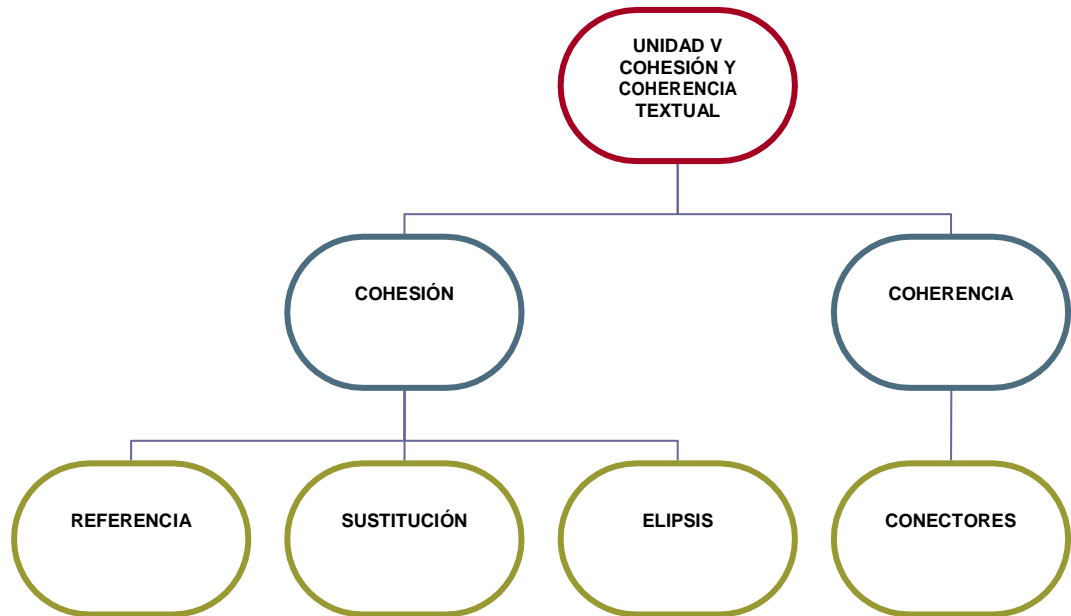 UNIDAD V
COHESIÓN Y
COHERENCIA
TEXTUAL
COHESIÓN
COHERENCIA
REFERENCIA
SUSTITUCIÓN
ELIPSIS
CONECTORES